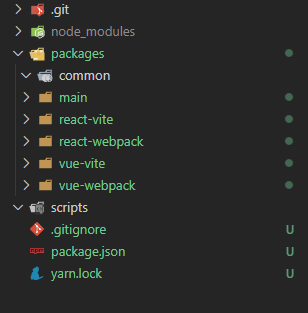 .git
node_modules
packages
common
main
react-vite
react-webpack
vue-vite
vue-webpack
scripts
.gitignore U
package.json U
yarn.lock U